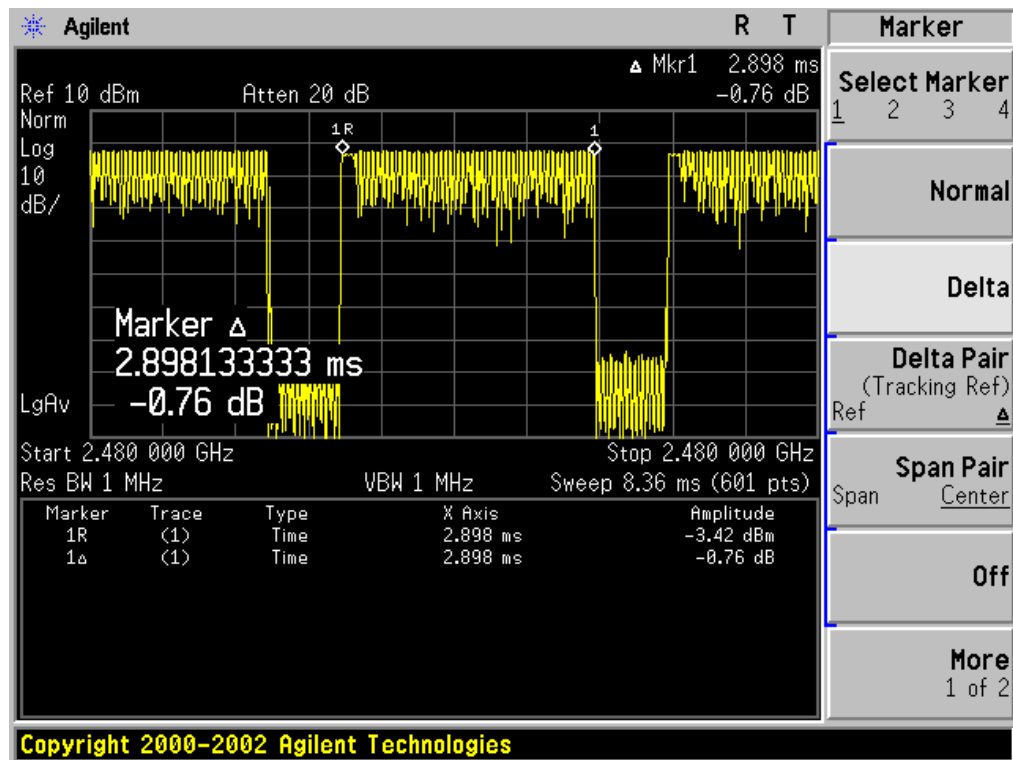 Agilent R T
Marker
Δ Mkr1 2.898 ms
Ref 10 dBm Atten 20 dB -0.76 dB
Norm
Log
10
dB/
1R
1
Marker Δ
2.898133333 ms
-0.76 dB
LgAv
Start 2.480 000 GHz Stop 2.480 000 GHz
Res BW 1 MHz VBW 1 MHz Sweep 8.36 ms (601 pts)
Marker Trace Type X Axis Amplitude
1R (1) Time 2.898 ms -3.42 dBm
1Δ (1) Time 2.898 ms -0.76 dB
Select Marker
1 2 3 4
Normal
Delta
Delta Pair
(Tracking Ref)
Ref Δ
Span Pair
Span Center
Off
More
1 of 2
Copyright 2000-2002 Agilent Technologies